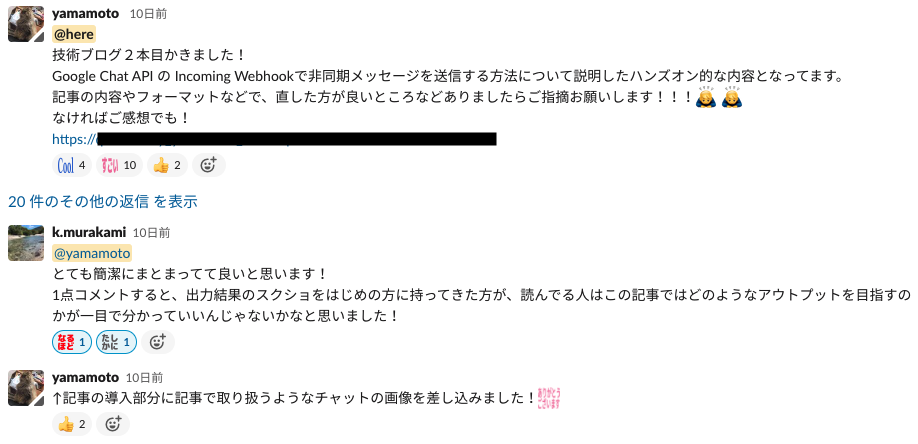 yamamoto 10日前
@here
技術ブログ２本目かきました！
Google Chat API の Incoming Webhookで非同期メッセージを送信する方法について説明したハンズオン的な内容となってます。
記事の内容やフォーマットなどで、直した方が良いところなどありましたらご指摘お願いします！！！
なければご感想でも！
https://
Cool 4 すごい 10 2
20 件のその他の返信 を表示
k.murakami 10日前
@yamamoto
とても簡潔にまとまってて良いと思います！
1点コメントすると、出力結果のスクショをはじめの方に持ってきた方が、読んでる人はこの記事ではどのようなアウトプットを目指すの
かが一目で分かっていいんじゃないかなと思いました！
なるほど 1 たしかに 1
yamamoto 10日前
↑記事の導入部分に記事で取り扱うようなチャットの画像を差し込みました！ありがとうございます
2